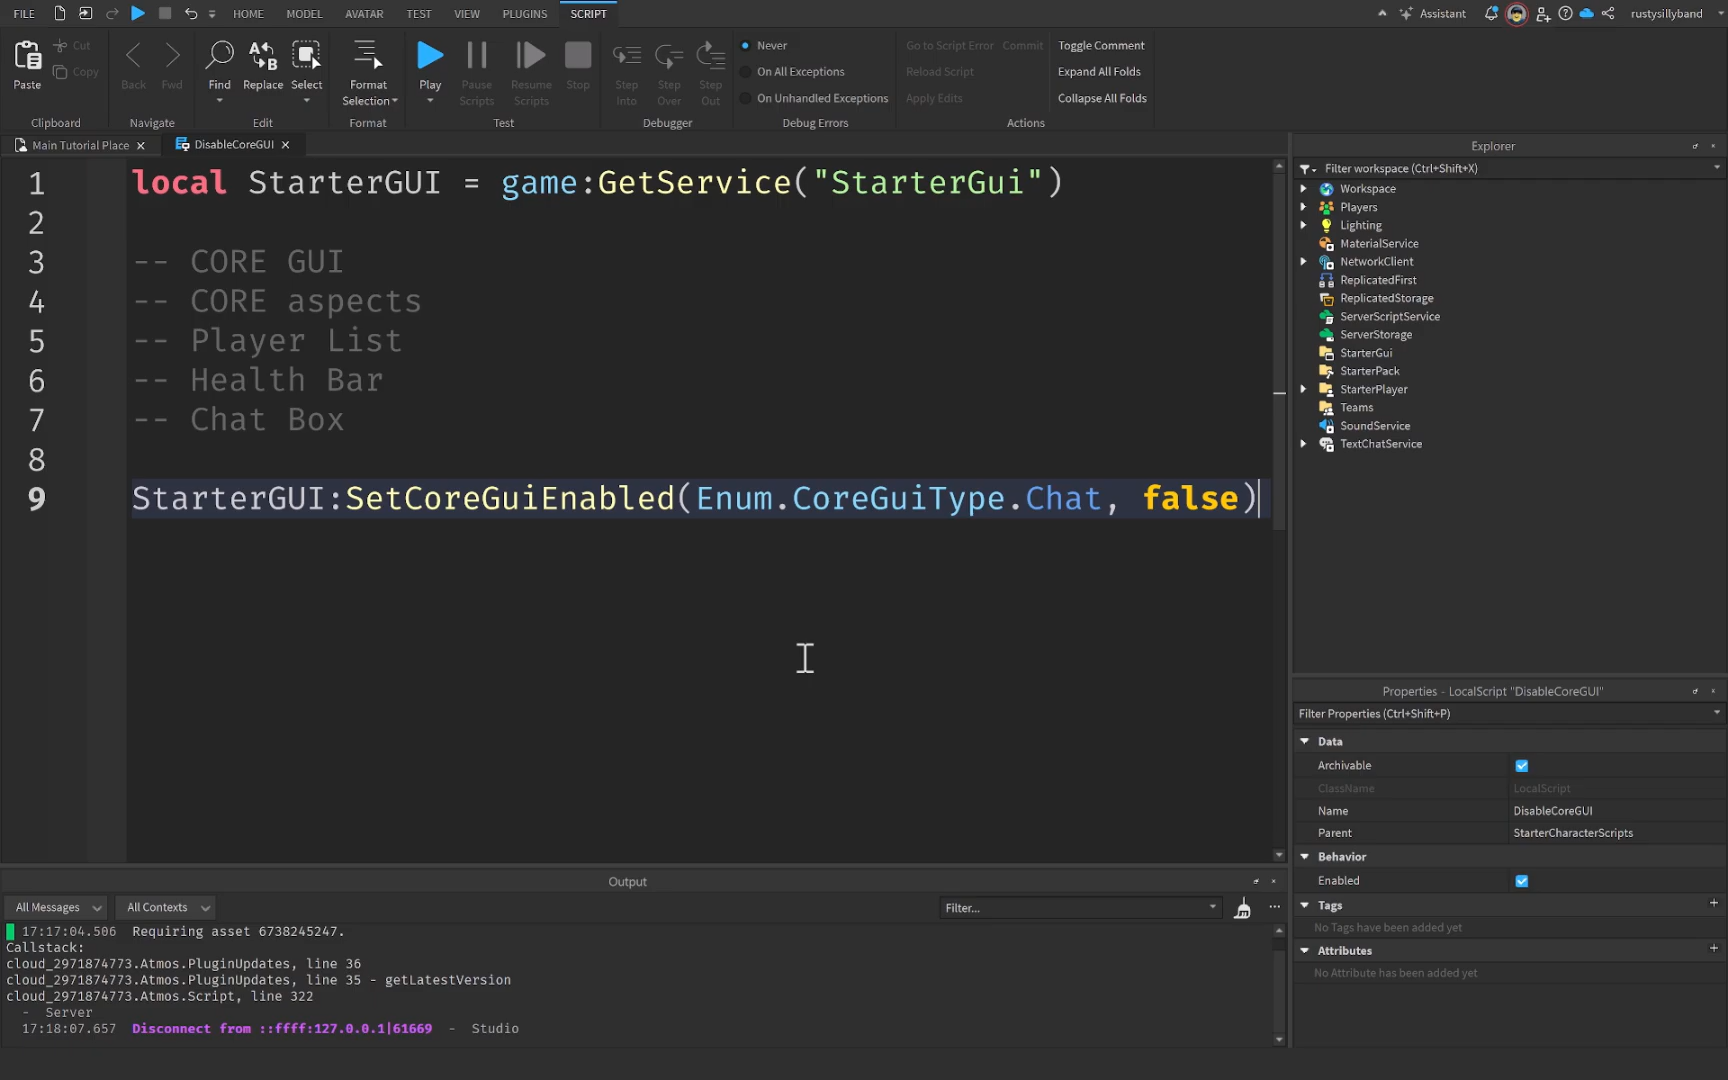 FILE HOME MODEL AVATAR TEST VIEW PLUGINS SCRIPT Assistant rustysillyband
Paste Cut Copy Back Fwd Find Replace Select Format Selection Play Pause Scripts Resume Scripts Stop Step Into Step Over Step Out
Never
On All Exceptions
On Unhandled Exceptions
Go to Script Error Commit
Reload Script
Apply Edits
Toggle Comment
Expand All Folds
Collapse All Folds
Clipboard Navigate Edit Format Test Debugger Debug Errors Actions
Main Tutorial Place DisableCoreGUI
1 local StarterGUI = game:GetService("StarterGui")
2
3 -- CORE GUI
4 -- CORE aspects
5 -- Player List
6 -- Health Bar
7 -- Chat Box
8
9 StarterGUI:SetCoreGuiEnabled(Enum.CoreGuiType.Chat, false)
Explorer
Filter workspace (Ctrl+Shift+X)
Workspace
Players
Lighting
MaterialService
NetworkClient
ReplicatedFirst
ReplicatedStorage
ServerScriptService
ServerStorage
StarterGui
StarterPack
StarterPlayer
Teams
SoundService
TextChatService
Properties - LocalScript "DisableCoreGUI"
Filter Properties (Ctrl+Shift+P)
Data
Archivable
ClassName LocalScript
Name DisableCoreGUI
Parent StarterCharacterScripts
Behavior
Enabled
Tags
No Tags have been added yet
Attributes
No Attribute has been added yet
Output
All Messages All Contexts Filter...
17:17:04.506 Requiring asset 6738245247.
Callstack:
cloud_2971874773.Atmos.PluginUpdates, line 36
cloud_2971874773.Atmos.PluginUpdates, line 35 - getLatestVersion
cloud_2971874773.Atmos.Script, line 322
- Server
17:18:07.657 Disconnect from ::ffff:127.0.0.1|61669 - Studio